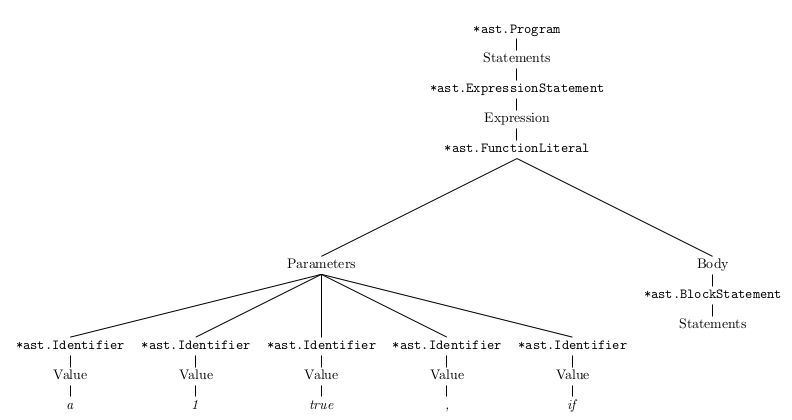 *ast.Program
Statements
*ast.ExpressionStatement
Expression
*ast.FunctionLiteral
Parameters Body
*ast.BlockStatement
Statements
*ast.Identifier *ast.Identifier *ast.Identifier *ast.Identifier *ast.Identifier
Value Value Value Value Value
a 1 true , if